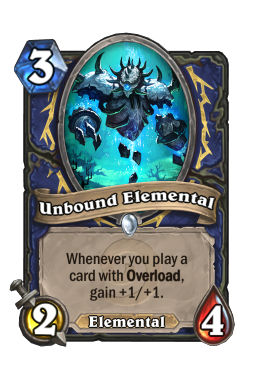 3
Unbound Elemental
Whenever you play a
card with Overload,
gain +1/+1.
2
Elemental
4